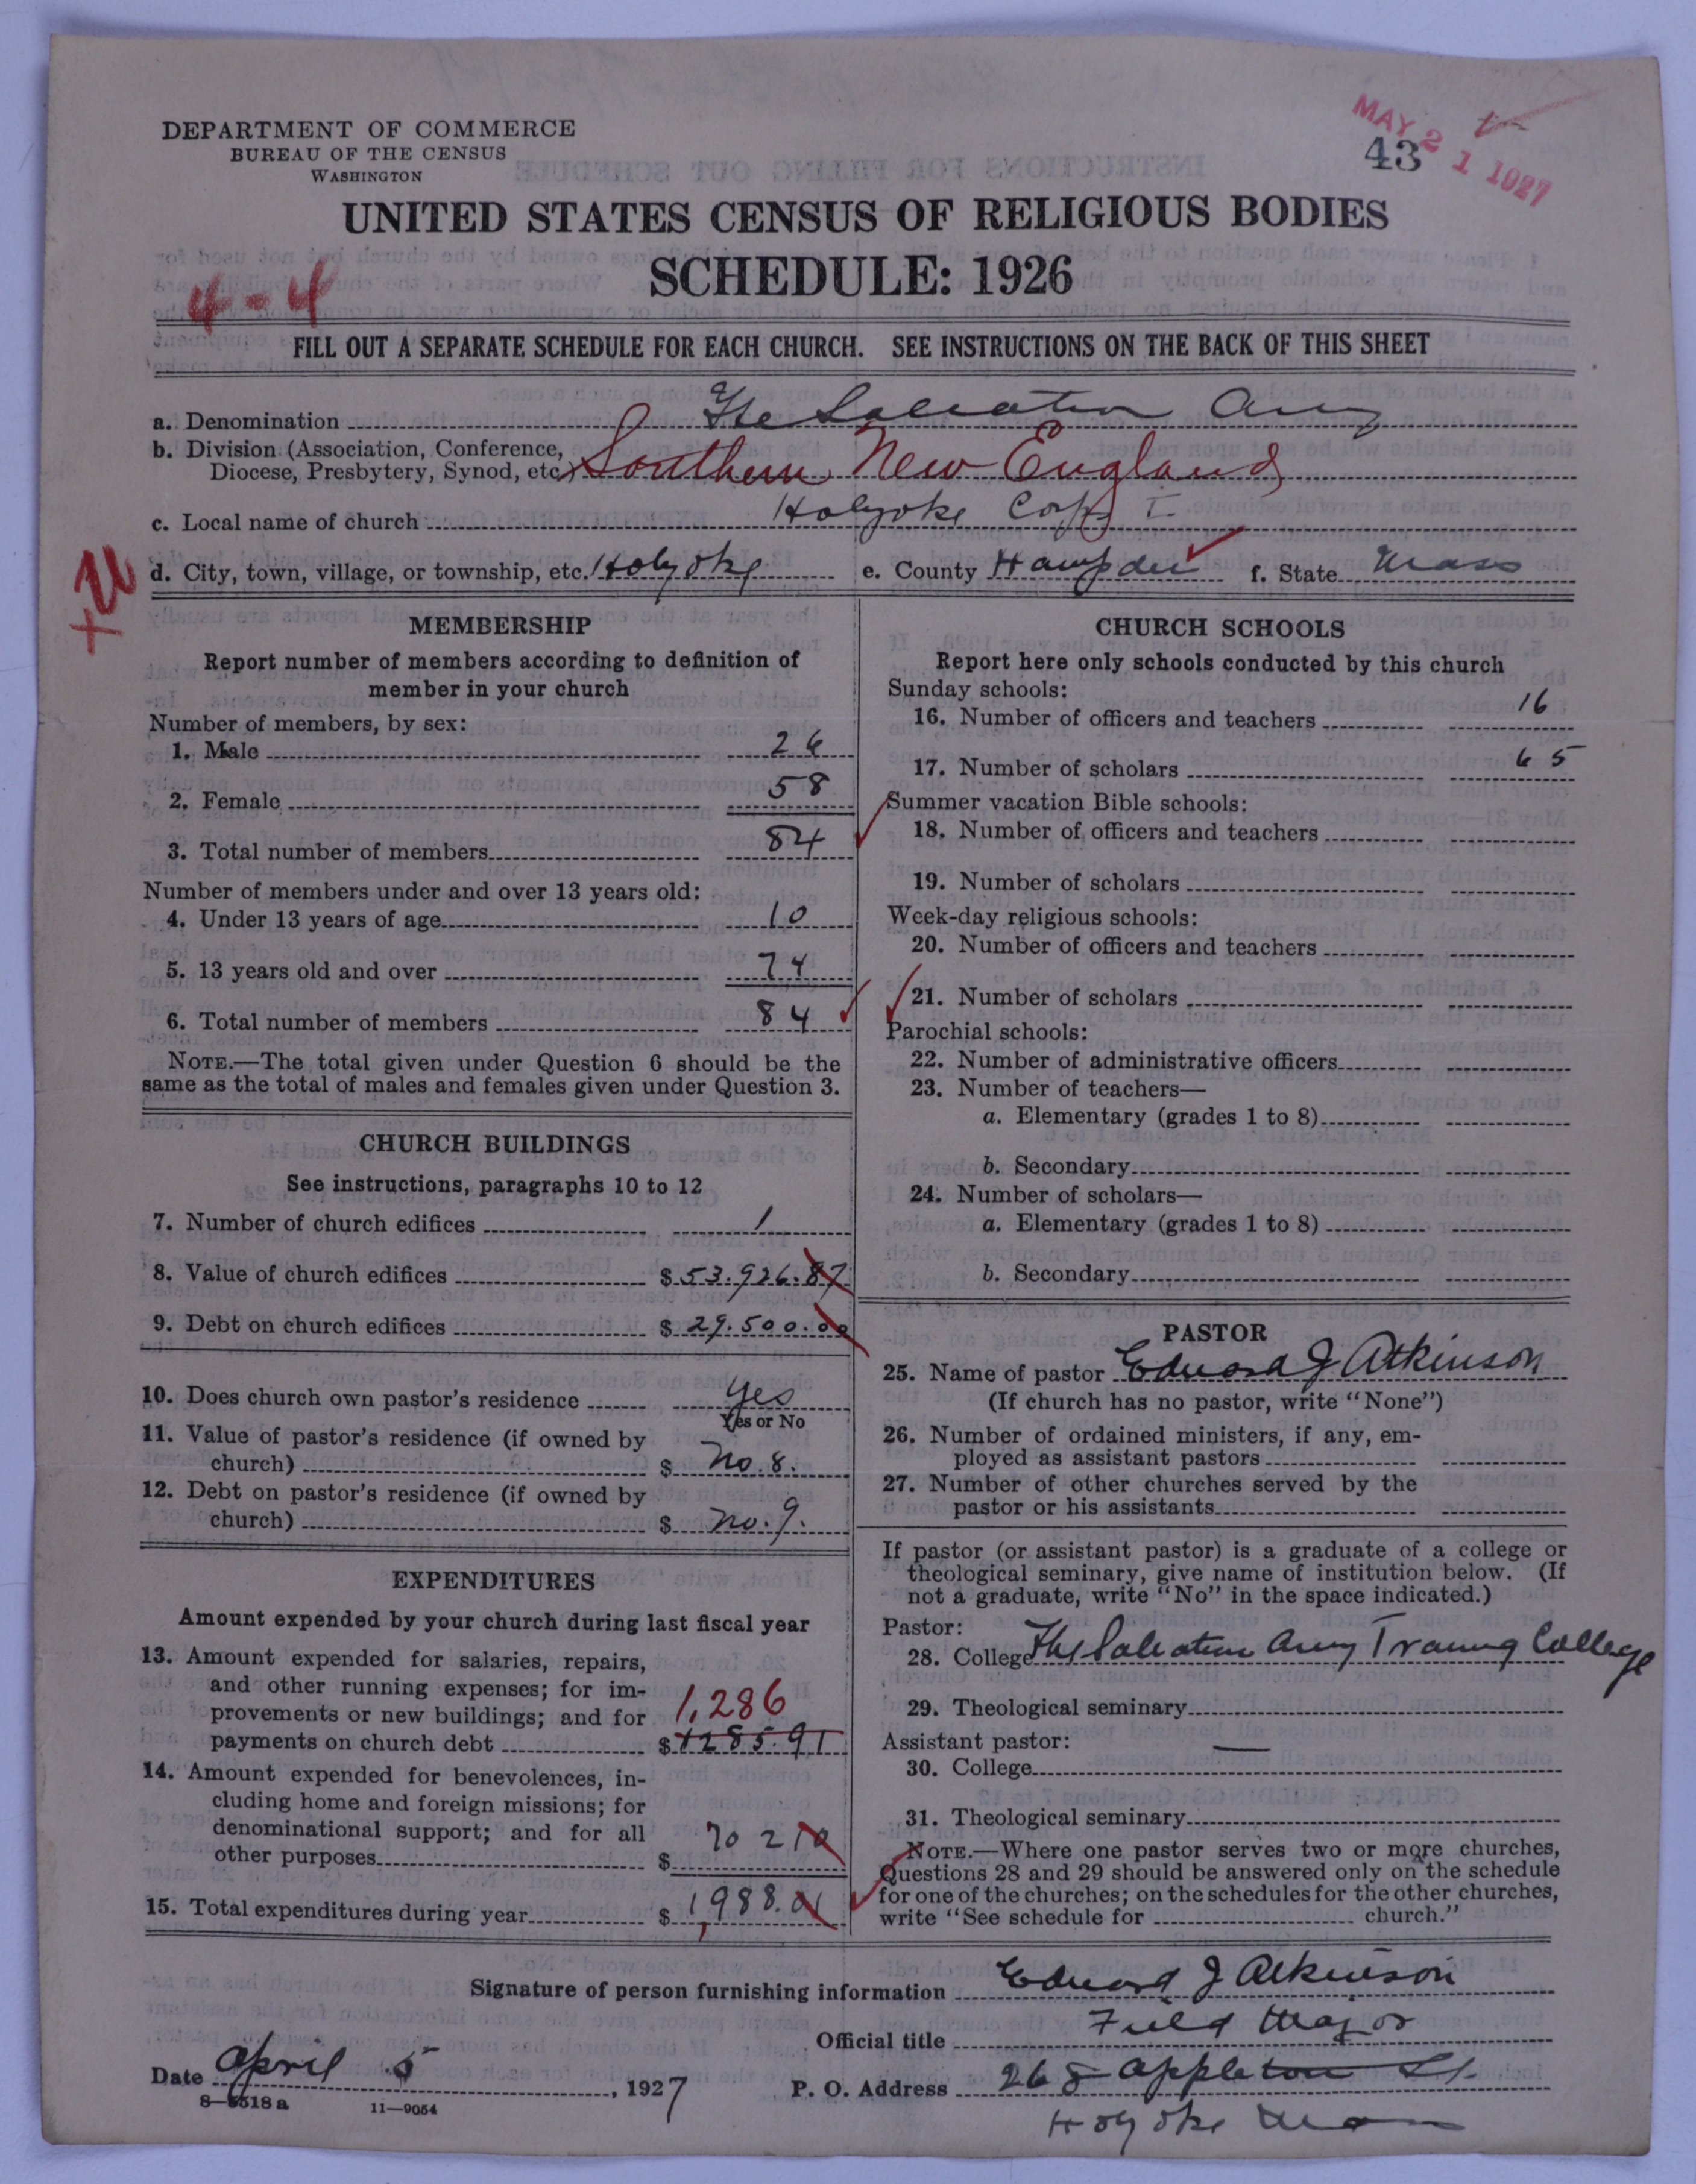 DEPARTMENT OF COMMERCE
BUREAU OF THE CENSUS
WASHINGTON
43
MAY 21 1927
UNITED STATES CENSUS OF RELIGIOUS BODIES
SCHEDULE: 1926
4-4
FILL OUT A SEPARATE SCHEDULE FOR EACH CHURCH. SEE INSTRUCTIONS ON THE BACK OF THIS SHEET
a. Denomination The Salvation Army
b. Division (Association, Conference,
Diocese, Presbytery, Synod, etc.) Southern New England
c. Local name of church Holyoke Corps I
d. City, town, village, or township, etc. Holyoke e. County Hampden f. State Mass
MEMBERSHIP
Report number of members according to definition of
member in your church
Number of members, by sex:
1. Male 26
2. Female 58
3. Total number of members 84
Number of members under and over 13 years old:
4. Under 13 years of age 10
5. 13 years old and over 74
6. Total number of members 84
NOTE.—The total given under Question 6 should be the
same as the total of males and females given under Question 3.
CHURCH BUILDINGS
See instructions, paragraphs 10 to 12
7. Number of church edifices 1
8. Value of church edifices $ 53.926.87
9. Debt on church edifices $ 29.500.00
10. Does church own pastor's residence Yes
Yes or No
11. Value of pastor's residence (if owned by
church) $ no. 8.
12. Debt on pastor's residence (if owned by
church) $ no. 9.
EXPENDITURES
Amount expended by your church during last fiscal year
13. Amount expended for salaries, repairs,
and other running expenses; for im-
provements or new buildings; and for 1,286
payments on church debt $ 1285.91
14. Amount expended for benevolences, in-
cluding home and foreign missions; for
denominational support; and for all 70 2 10
other purposes $
15. Total expenditures during year $ 1,988.01
CHURCH SCHOOLS
Report here only schools conducted by this church
Sunday schools:
16. Number of officers and teachers 16
17. Number of scholars 65
Summer vacation Bible schools:
18. Number of officers and teachers
19. Number of scholars
Week-day religious schools:
20. Number of officers and teachers
21. Number of scholars
Parochial schools:
22. Number of administrative officers
23. Number of teachers—
a. Elementary (grades 1 to 8)
b. Secondary
24. Number of scholars—
a. Elementary (grades 1 to 8)
b. Secondary
PASTOR
25. Name of pastor Edward J Atkinson
(If church has no pastor, write "None")
26. Number of ordained ministers, if any, em-
ployed as assistant pastors
27. Number of other churches served by the
pastor or his assistants
If pastor (or assistant pastor) is a graduate of a college or
theological seminary, give name of institution below. (If
not a graduate, write "No" in the space indicated.)
Pastor:
28. College The Salvation Army Training College
29. Theological seminary
Assistant pastor: —
30. College
31. Theological seminary
NOTE.—Where one pastor serves two or more churches,
Questions 28 and 29 should be answered only on the schedule
for one of the churches; on the schedules for the other churches,
write "See schedule for church."
Signature of person furnishing information Edward J Atkinson
Official title Field Major
Date April 5, 1927 P. O. Address 268 Appleton St.
8-5518 a 11—9054
Holyoke Mass